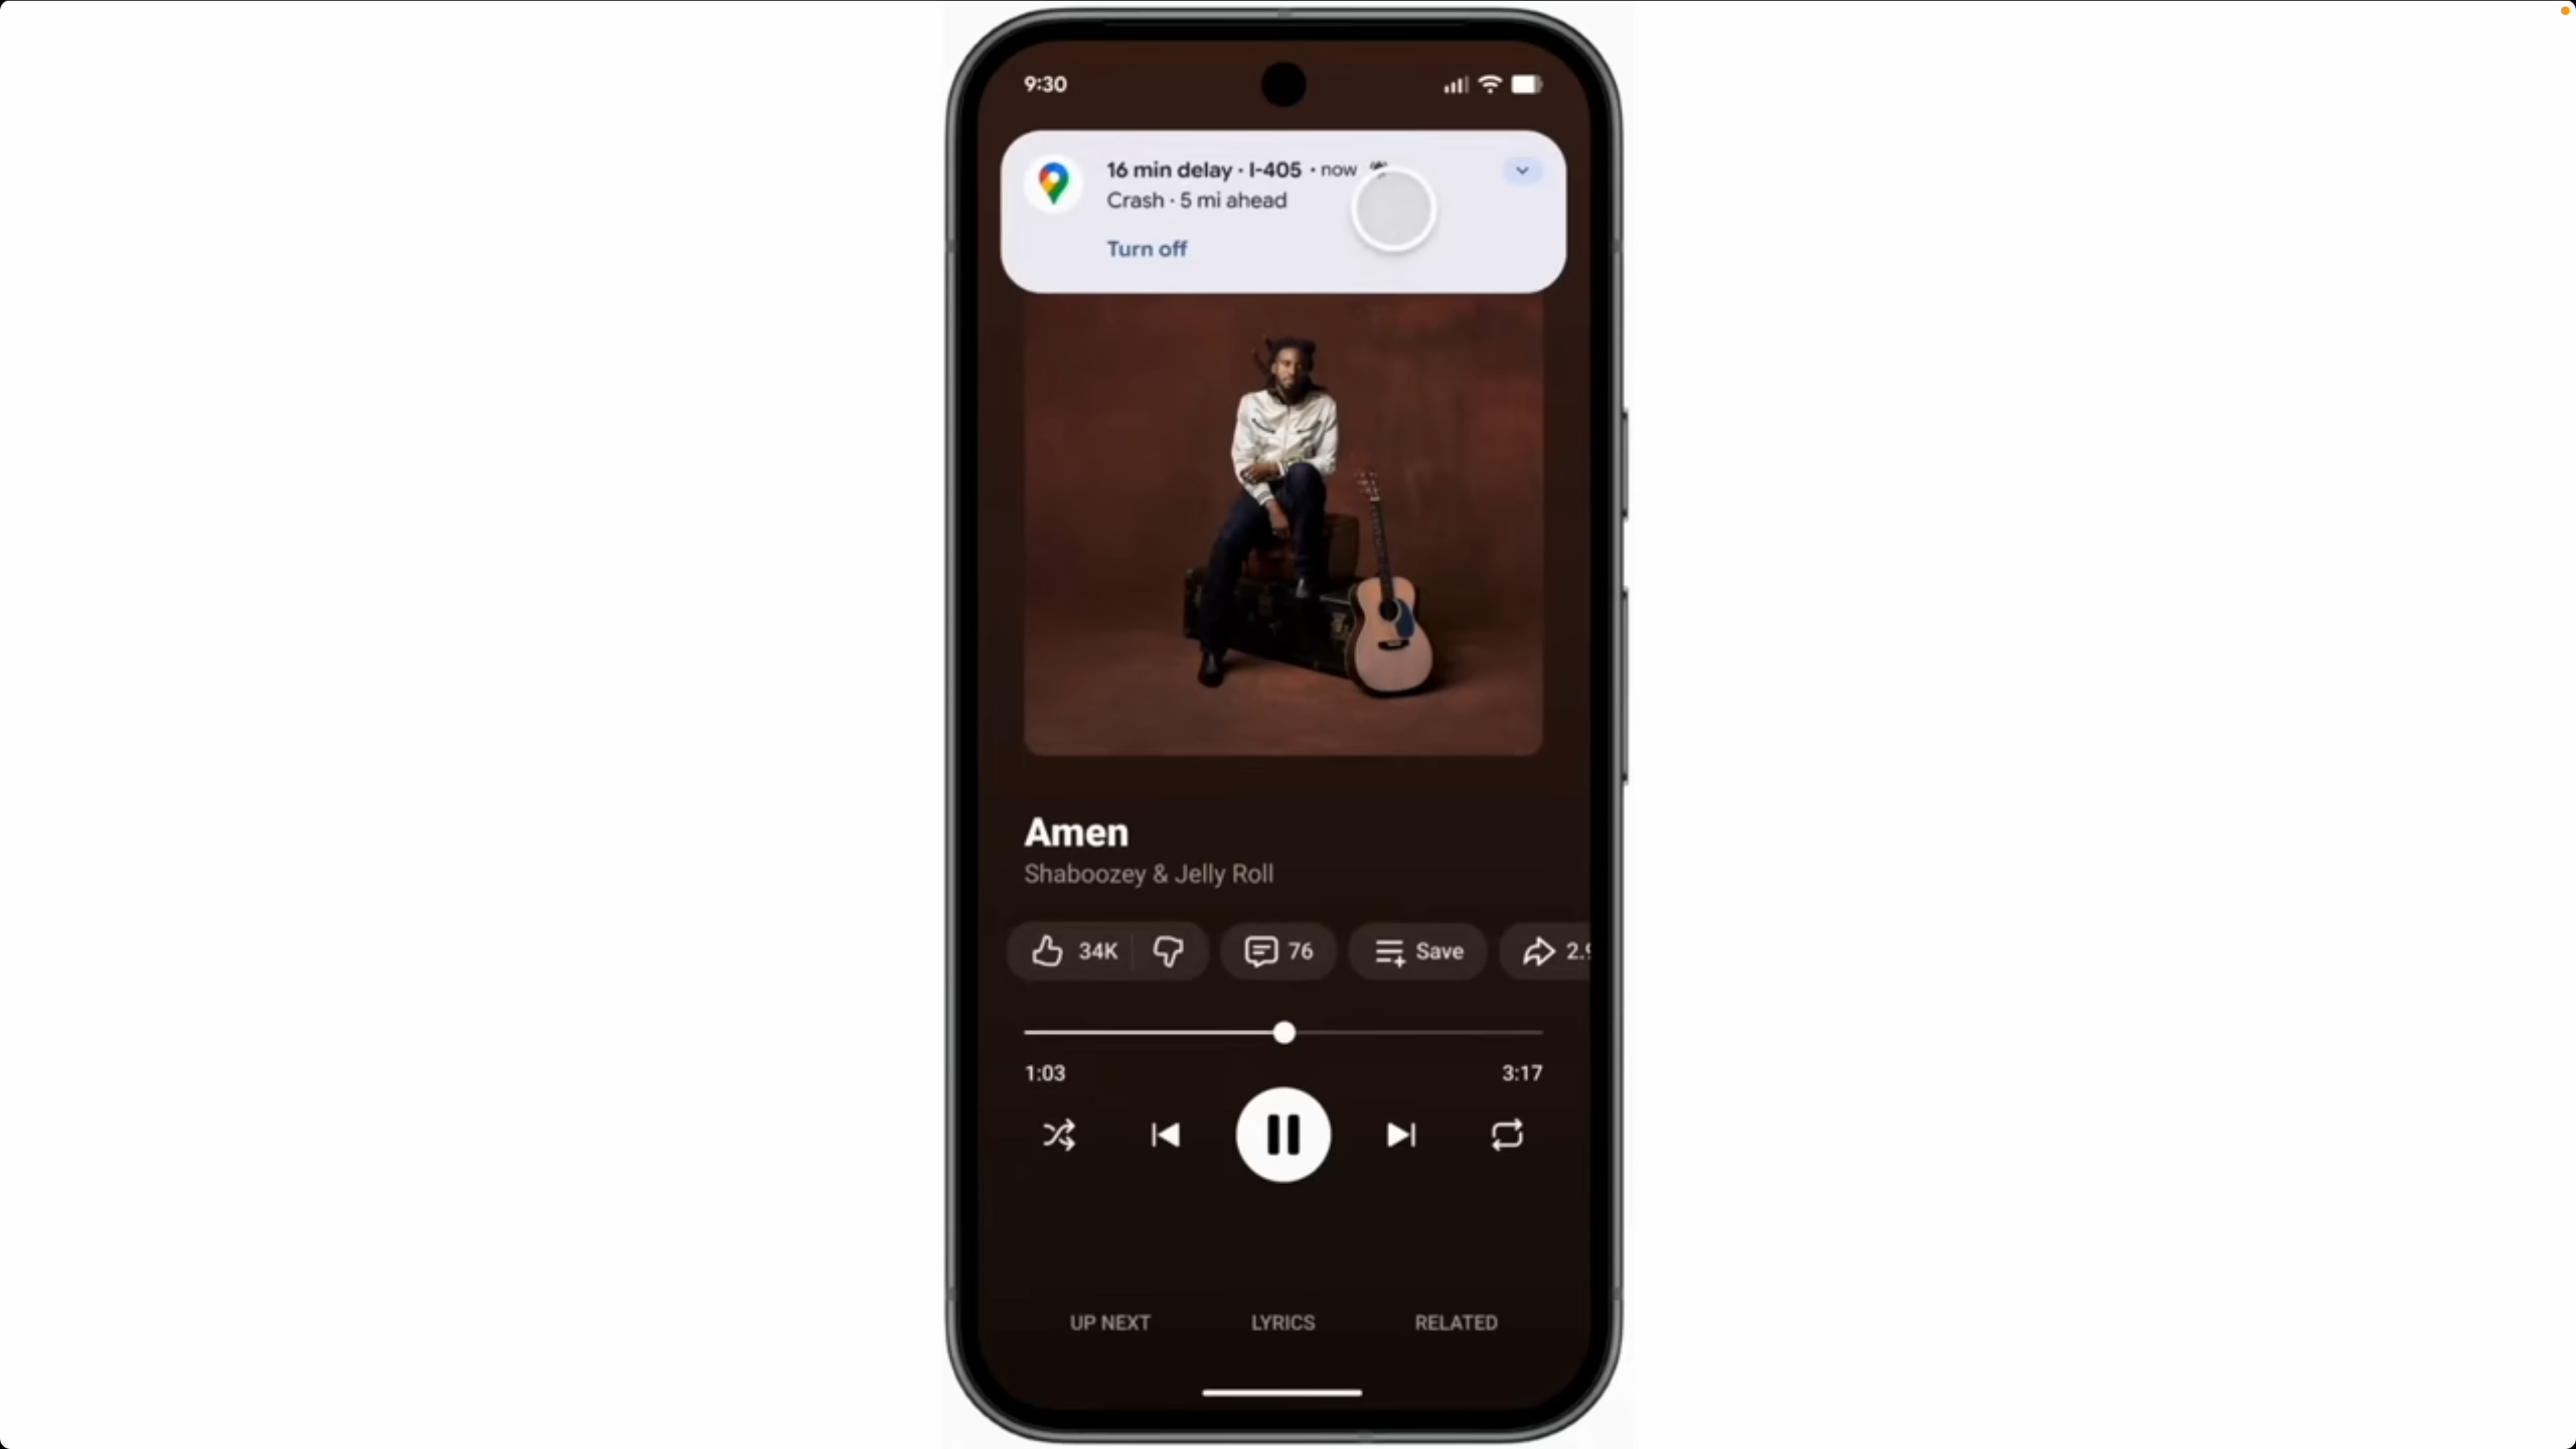 9:30
16 min delay · I-405 · now
Crash · 5 mi ahead
Turn off
Amen
Shaboozey & Jelly Roll
34K 76 Save
1:03 3:17
UP NEXT LYRICS RELATED